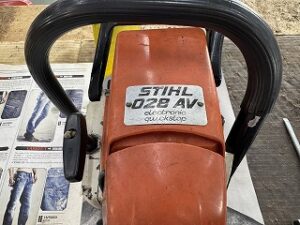 STIHL
028 AV
electronic
quickstop